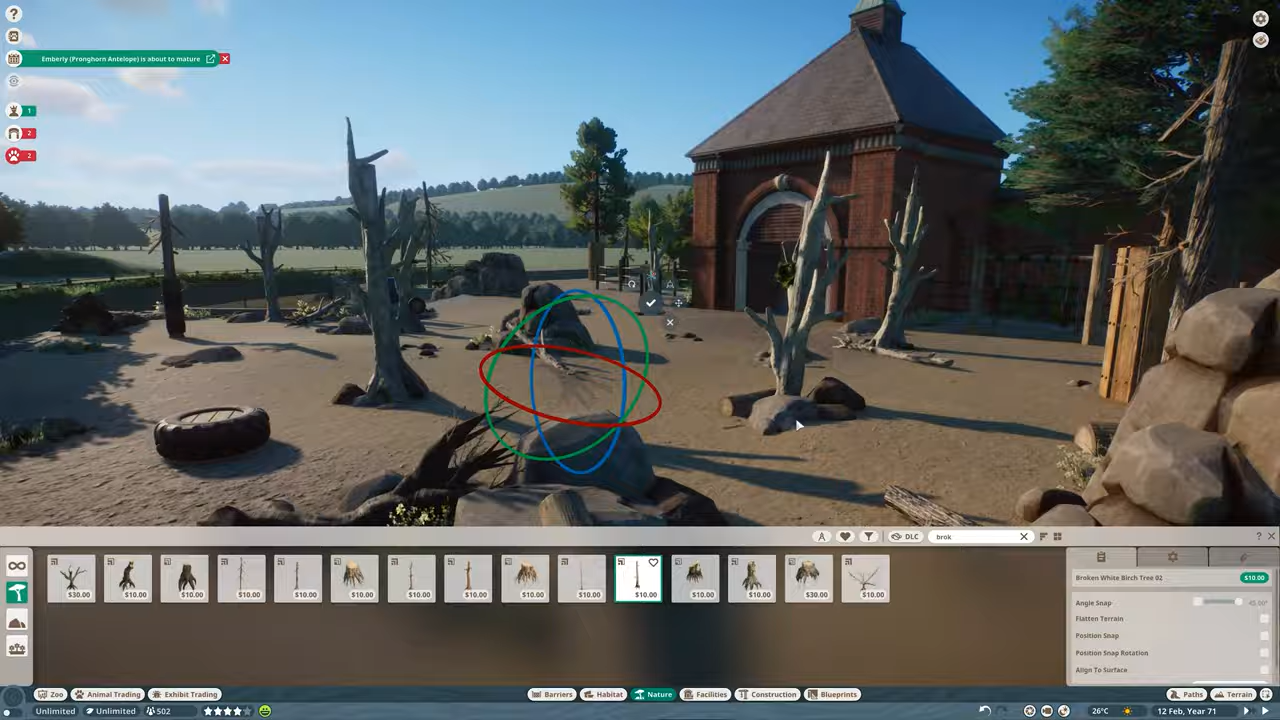 ?
Emberly (Pronghorn Antelope) is about to mature
1
2
2
DLC
brok
?
$30.00
$10.00
$10.00
$10.00
$10.00
$10.00
$10.00
$10.00
$10.00
$10.00
$10.00
$10.00
$10.00
$30.00
$10.00
Broken White Birch Tree 02
$10.00
Angle Snap
45.00°
Flatten Terrain
Position Snap
Position Snap Rotation
Align To Surface
Zoo
Animal Trading
Exhibit Trading
Barriers
Habitat
Nature
Facilities
Construction
Blueprints
Paths
Terrain
Unlimited
Unlimited
502
26°C
12 Feb, Year 71